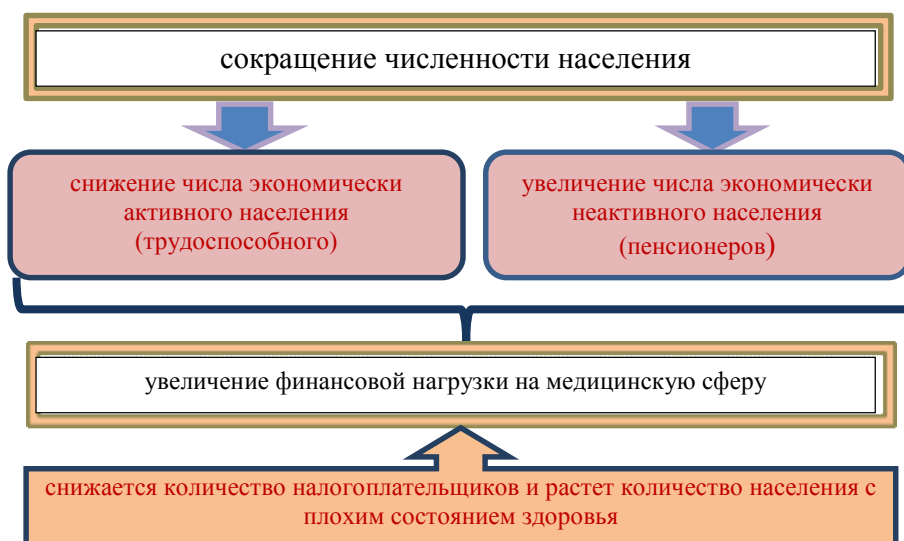 сокращение численности населения
снижение числа экономически
активного населения
(трудоспособного)
увеличение числа экономически
неактивного населения
(пенсионеров)
увеличение финансовой нагрузки на медицинскую сферу
снижается количество налогоплательщиков и растет количество населения с
плохим состоянием здоровья